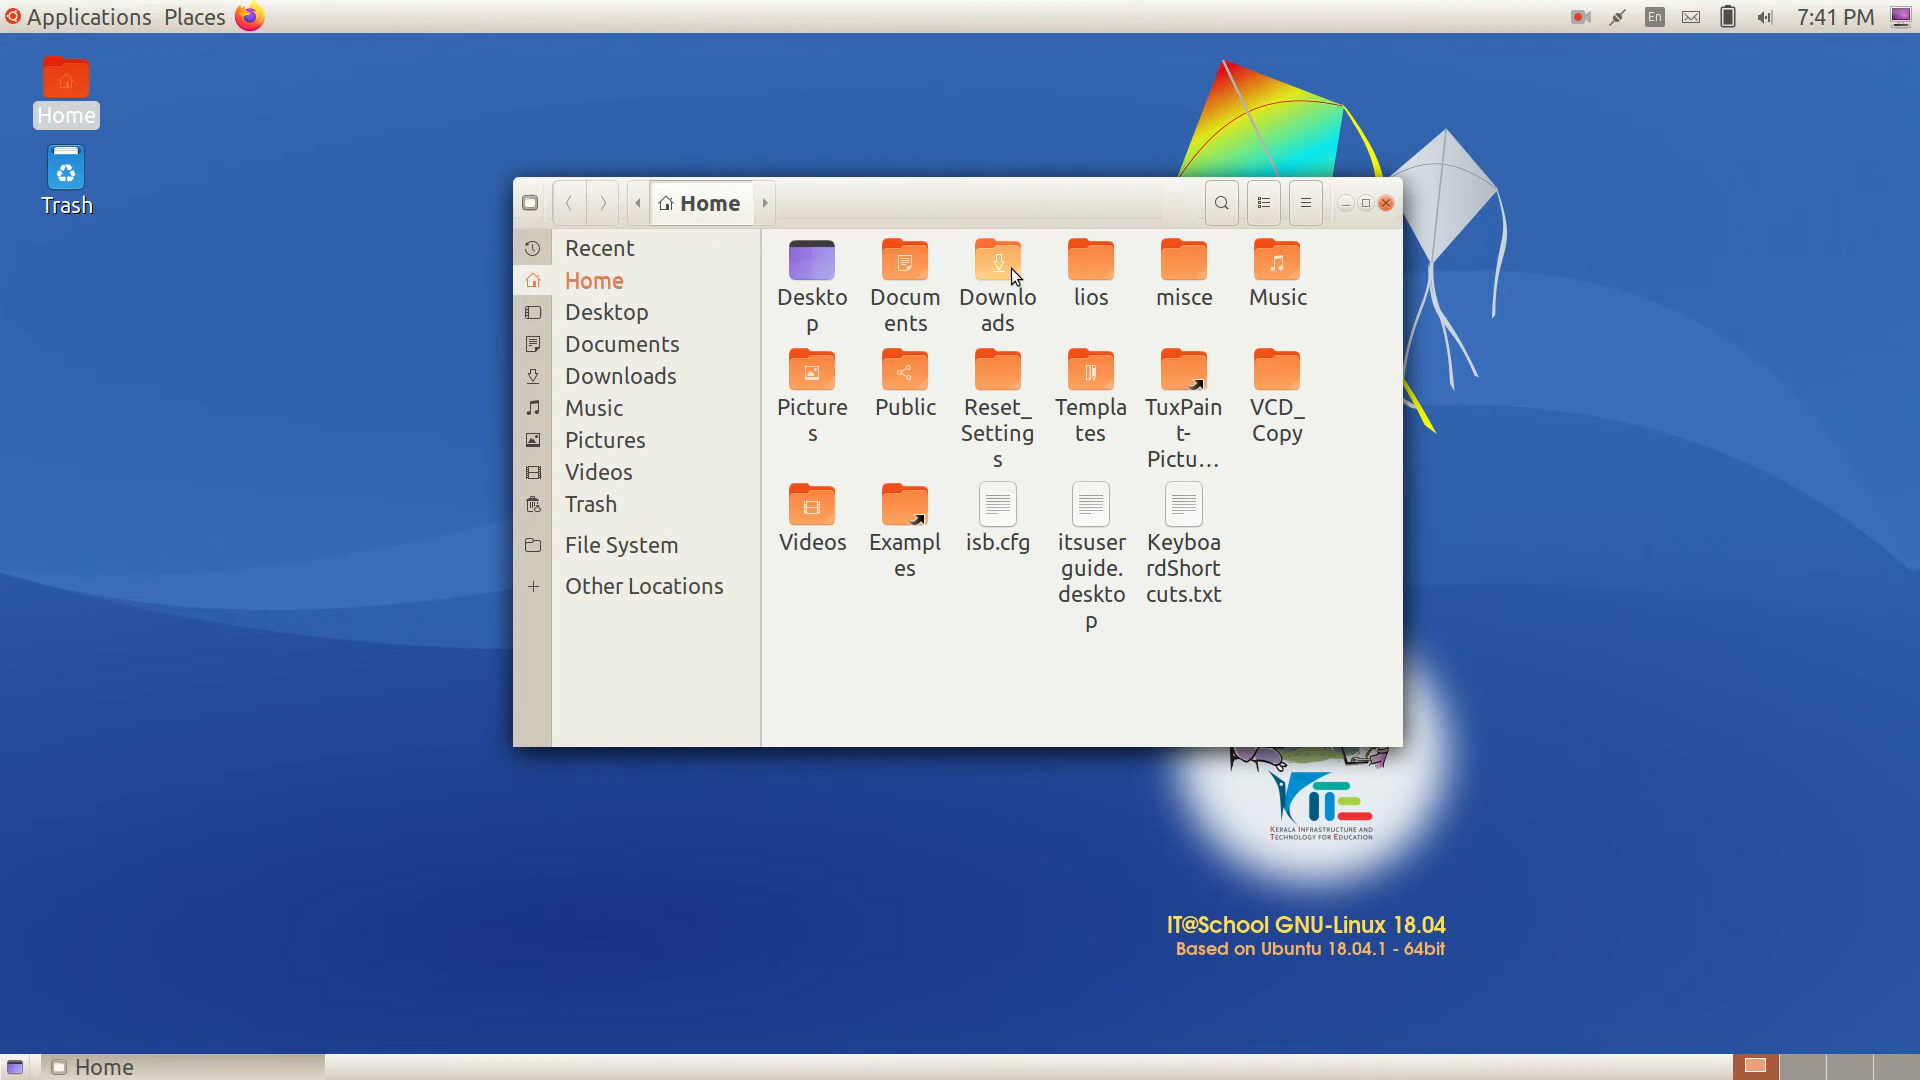 Applications Places
En
7:41 PM
Home
Trash
Home
Recent
Home
Desktop
Documents
Downloads
Music
Pictures
Videos
Trash
File System
Other Locations
Deskto
p
Docum
ents
Downlo
ads
lios
misce
Music
Picture
s
Public
Reset_
Setting
s
Templa
tes
TuxPain
t-
Pictu…
VCD_
Copy
Videos
Exampl
es
isb.cfg
itsuser
guide.
deskto
p
Keyboa
rdShort
cuts.txt
KITE
KERALA INFRASTRUCTURE AND
TECHNOLOGY FOR EDUCATION
IT@School GNU-Linux 18.04
Based on Ubuntu 18.04.1 - 64bit
Home